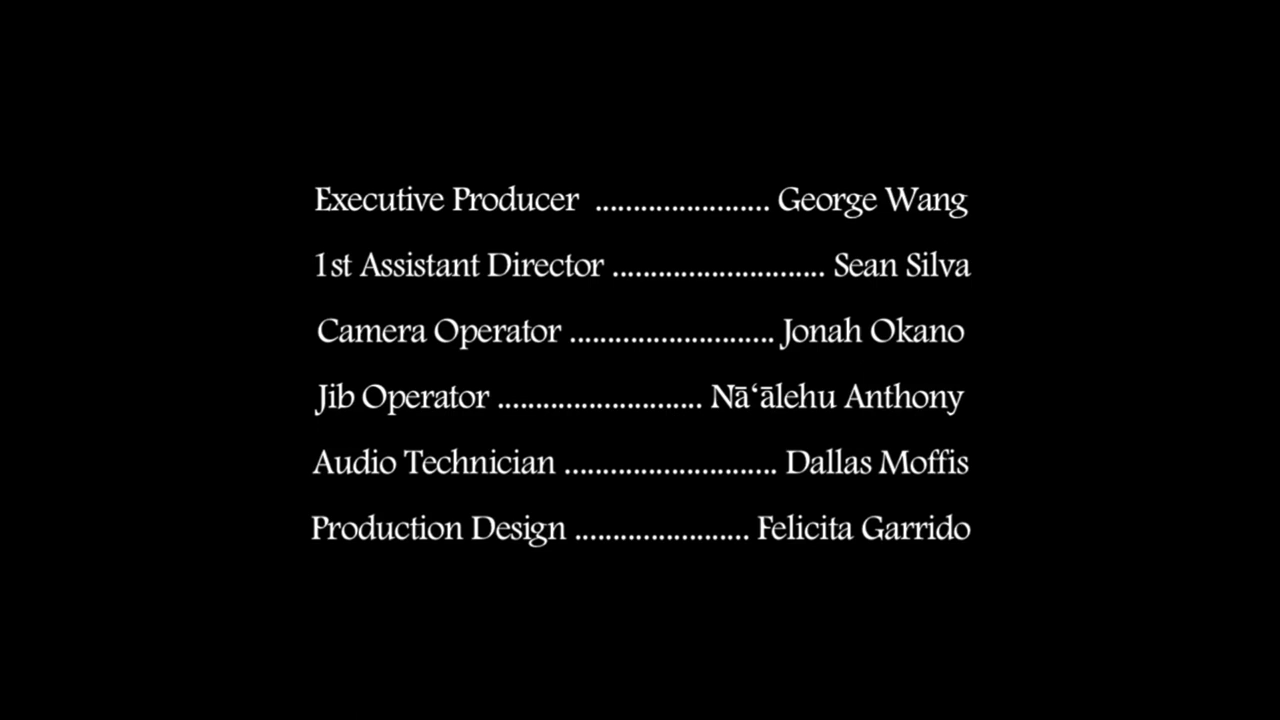 Executive Producer ....................... George Wang
1st Assistant Director ............................ Sean Silva
Camera Operator ........................... Jonah Okano
Jib Operator ........................... Nāʻālehu Anthony
Audio Technician ............................ Dallas Moffis
Production Design ....................... Felicita Garrido